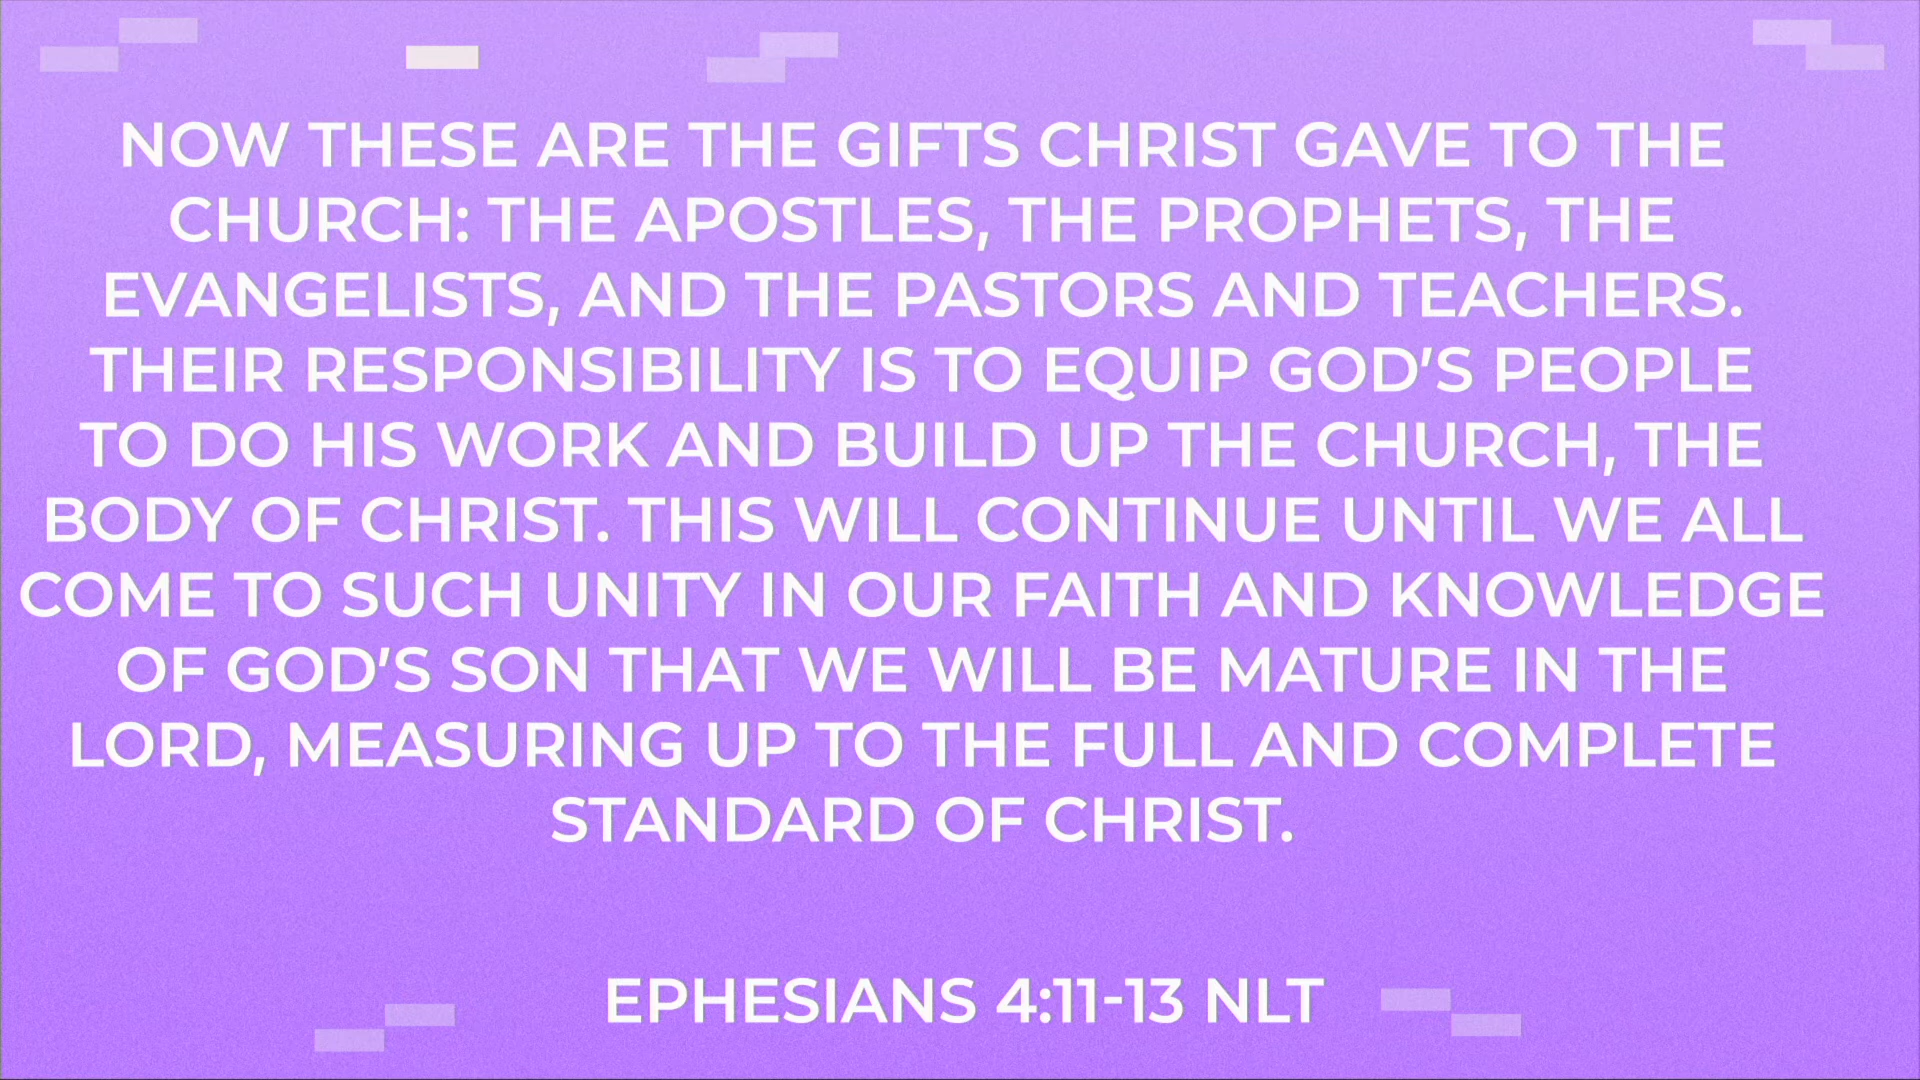 NOW THESE ARE THE GIFTS CHRIST GAVE TO THE
CHURCH: THE APOSTLES, THE PROPHETS, THE
EVANGELISTS, AND THE PASTORS AND TEACHERS.
THEIR RESPONSIBILITY IS TO EQUIP GOD’S PEOPLE
TO DO HIS WORK AND BUILD UP THE CHURCH, THE
BODY OF CHRIST. THIS WILL CONTINUE UNTIL WE ALL
COME TO SUCH UNITY IN OUR FAITH AND KNOWLEDGE
OF GOD’S SON THAT WE WILL BE MATURE IN THE
LORD, MEASURING UP TO THE FULL AND COMPLETE
STANDARD OF CHRIST.
EPHESIANS 4:11-13 NLT